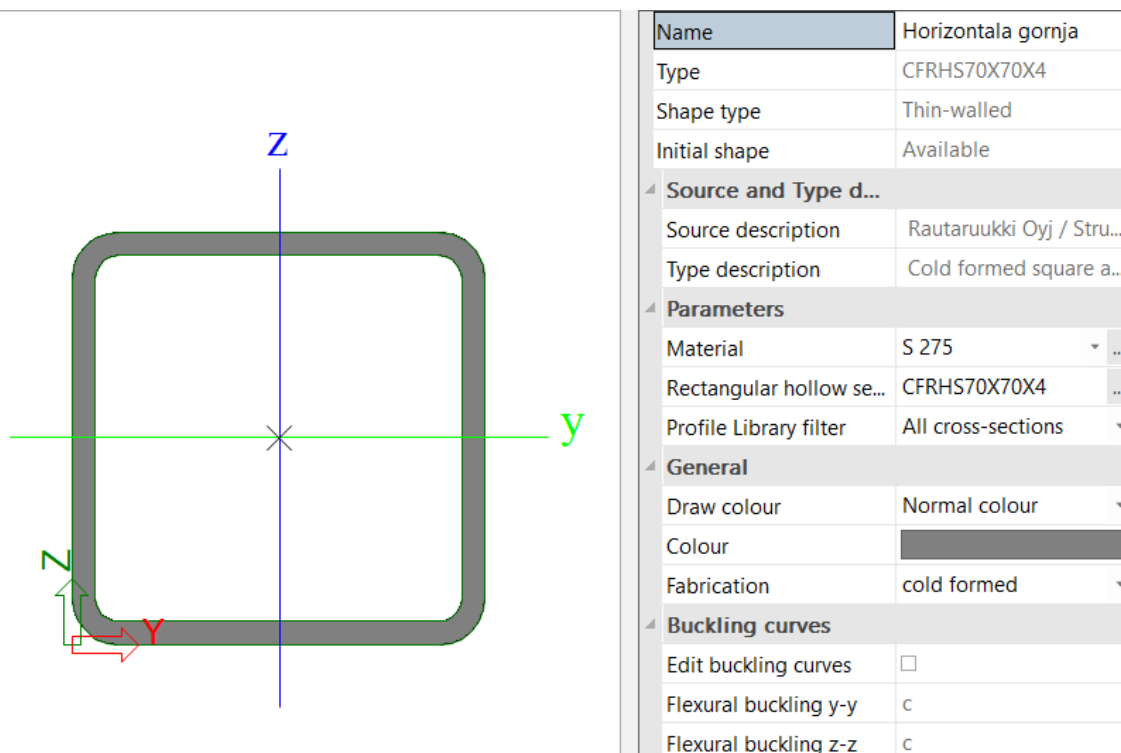 z
y
Z
Y
Name Horizontala gornja
Type CFRHS70X70X4
Shape type Thin-walled
Initial shape Available
Source and Type d...
Source description Rautaruukki Oyj / Stru...
Type description Cold formed square a...
Parameters
Material S 275 ...
Rectangular hollow se... CFRHS70X70X4 ...
Profile Library filter All cross-sections
General
Draw colour Normal colour
Colour
Fabrication cold formed
Buckling curves
Edit buckling curves
Flexural buckling y-y c
Flexural buckling z-z c